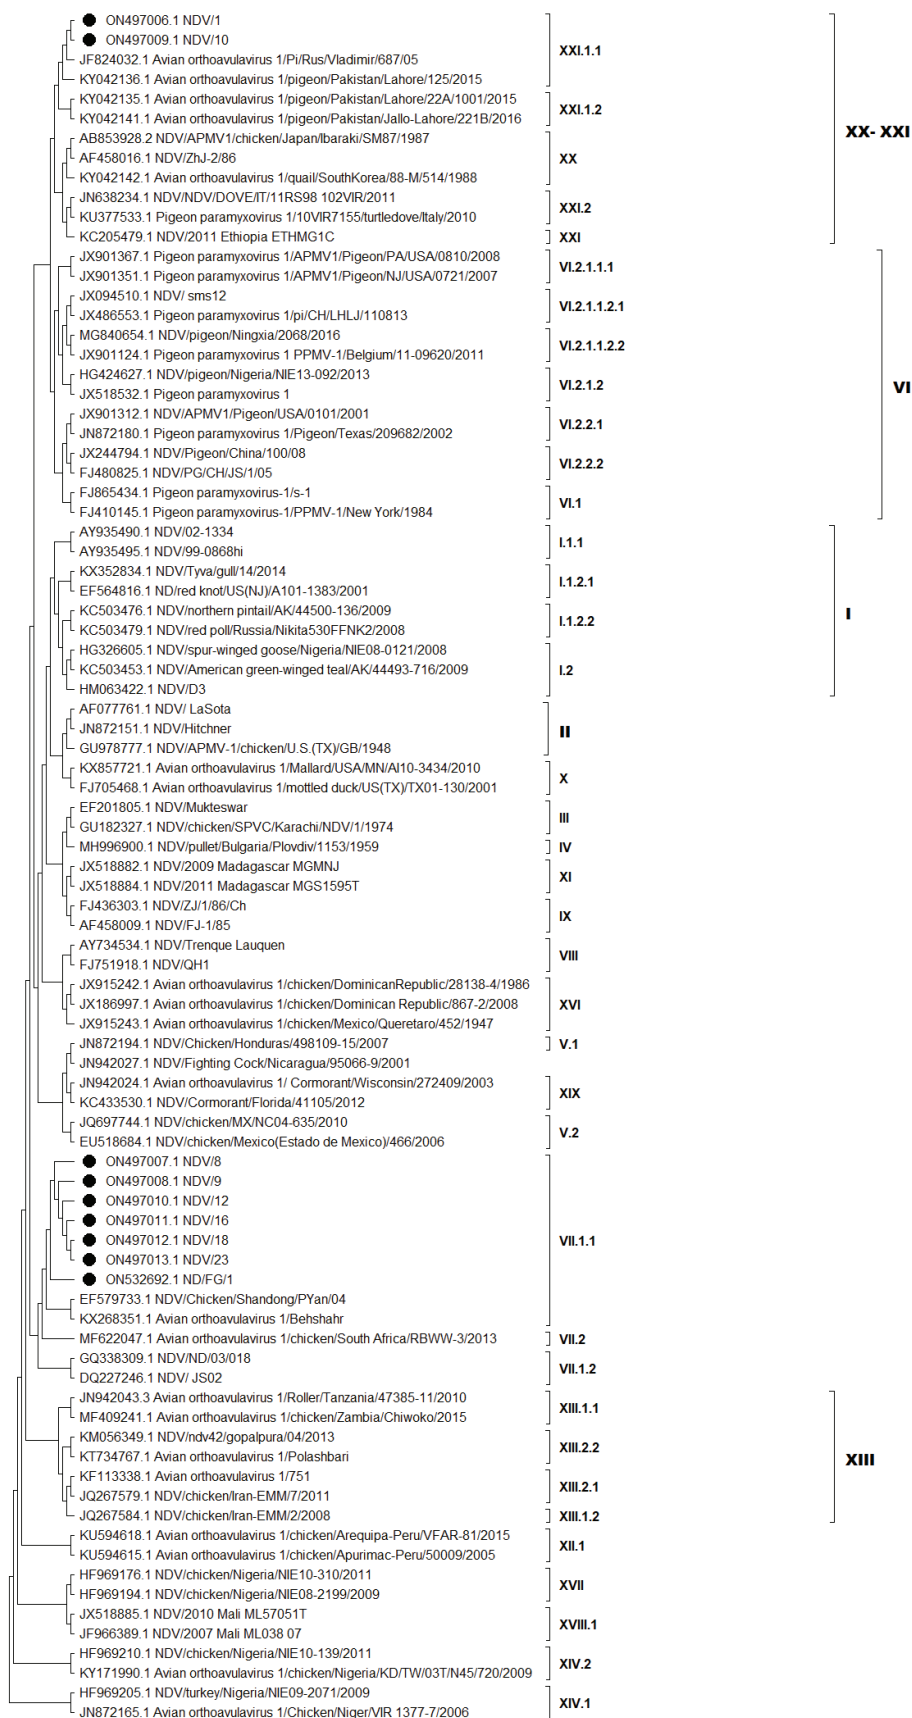 ON497006.1 NDV/1
ON497009.1 NDV/10
JF824032.1 Avian orthoavulavirus 1/Pi/Rus/Vladimir/687/05
KY042136.1 Avian orthoavulavirus 1/pigeon/Pakistan/Lahore/125/2015
XXI.1.1
KY042135.1 Avian orthoavulavirus 1/pigeon/Pakistan/Lahore/22A/1001/2015
KY042141.1 Avian orthoavulavirus 1/pigeon/Pakistan/Jallo-Lahore/221B/2016
XXI.1.2
AB853928.2 NDV/APMV1/chicken/Japan/Ibaraki/SM87/1987
AF458016.1 NDV/ZhJ-2/86
KY042142.1 Avian orthoavulavirus 1/quail/SouthKorea/88-M/514/1988
XX
JN638234.1 NDV/NDV/DOVE/IT/11RS98 102VIR/2011
KU377533.1 Pigeon paramyxovirus 1/10VIR7155/turtledove/Italy/2010
XXI.2
KC205479.1 NDV/2011 Ethiopia ETHMG1C
XXI
XX- XXI
JX901367.1 Pigeon paramyxovirus 1/APMV1/Pigeon/PA/USA/0810/2008
JX901351.1 Pigeon paramyxovirus 1/APMV1/Pigeon/NJ/USA/0721/2007
VI.2.1.1.1
JX094510.1 NDV/ sms12
JX486553.1 Pigeon paramyxovirus 1/pi/CH/LHLJ/110813
VI.2.1.1.2.1
MG840654.1 NDV/pigeon/Ningxia/2068/2016
JX901124.1 Pigeon paramyxovirus 1 PPMV-1/Belgium/11-09620/2011
VI.2.1.1.2.2
HG424627.1 NDV/pigeon/Nigeria/NIE13-092/2013
JX518532.1 Pigeon paramyxovirus 1
VI.2.1.2
JX901312.1 NDV/APMV1/Pigeon/USA/0101/2001
JN872180.1 Pigeon paramyxovirus 1/Pigeon/Texas/209682/2002
VI.2.2.1
JX244794.1 NDV/Pigeon/China/100/08
FJ480825.1 NDV/PG/CH/JS/1/05
VI.2.2.2
FJ865434.1 Pigeon paramyxovirus-1/s-1
FJ410145.1 Pigeon paramyxovirus-1/PPMV-1/New York/1984
VI.1
VI
AY935490.1 NDV/02-1334
AY935495.1 NDV/99-0868hi
I.1.1
KX352834.1 NDV/Tyva/gull/14/2014
EF564816.1 ND/red knot/US(NJ)/A101-1383/2001
I.1.2.1
KC503476.1 NDV/northern pintail/AK/44500-136/2009
KC503479.1 NDV/red poll/Russia/Nikita530FFNK2/2008
I.1.2.2
HG326605.1 NDV/spur-winged goose/Nigeria/NIE08-0121/2008
KC503453.1 NDV/American green-winged teal/AK/44493-716/2009
HM063422.1 NDV/D3
I.2
I
AF077761.1 NDV/ LaSota
JN872151.1 NDV/Hitchner
GU978777.1 NDV/APMV-1/chicken/U.S.(TX)/GB/1948
II
KX857721.1 Avian orthoavulavirus 1/Mallard/USA/MN/AI10-3434/2010
FJ705468.1 Avian orthoavulavirus 1/mottled duck/US(TX)/TX01-130/2001
X
EF201805.1 NDV/Mukteswar
GU182327.1 NDV/chicken/SPVC/Karachi/NDV/1/1974
III
MH996900.1 NDV/pullet/Bulgaria/Plovdiv/1153/1959
IV
JX518882.1 NDV/2009 Madagascar MGMNJ
JX518884.1 NDV/2011 Madagascar MGS1595T
XI
FJ436303.1 NDV/ZJ/1/86/Ch
AF458009.1 NDV/FJ-1/85
IX
AY734534.1 NDV/Trenque Lauquen
FJ751918.1 NDV/QH1
VIII
JX915242.1 Avian orthoavulavirus 1/chicken/DominicanRepublic/28138-4/1986
JX186997.1 Avian orthoavulavirus 1/chicken/Dominican Republic/867-2/2008
JX915243.1 Avian orthoavulavirus 1/chicken/Mexico/Queretaro/452/1947
XVI
JN872194.1 NDV/Chicken/Honduras/498109-15/2007
V.1
JN942027.1 NDV/Fighting Cock/Nicaragua/95066-9/2001
JN942024.1 Avian orthoavulavirus 1/ Cormorant/Wisconsin/272409/2003
KC433530.1 NDV/Cormorant/Florida/41105/2012
XIX
JQ697744.1 NDV/chicken/MX/NC04-635/2010
EU518684.1 NDV/chicken/Mexico(Estado de Mexico)/466/2006
V.2
ON497007.1 NDV/8
ON497008.1 NDV/9
ON497010.1 NDV/12
ON497011.1 NDV/16
ON497012.1 NDV/18
ON497013.1 NDV/23
ON532692.1 ND/FG/1
EF579733.1 NDV/Chicken/Shandong/PYan/04
KX268351.1 Avian orthoavulavirus 1/Behshahr
VII.1.1
MF622047.1 Avian orthoavulavirus 1/chicken/South Africa/RBWW-3/2013
VII.2
GQ338309.1 NDV/ND/03/018
DQ227246.1 NDV/ JS02
VII.1.2
JN942043.3 Avian orthoavulavirus 1/Roller/Tanzania/47385-11/2010
MF409241.1 Avian orthoavulavirus 1/chicken/Zambia/Chiwoko/2015
XIII.1.1
KM056349.1 NDV/ndv42/gopalpura/04/2013
KT734767.1 Avian orthoavulavirus 1/Polashbari
XIII.2.2
KF113338.1 Avian orthoavulavirus 1/751
JQ267579.1 NDV/chicken/Iran-EMM/7/2011
XIII.2.1
JQ267584.1 NDV/chicken/Iran-EMM/2/2008
XIII.1.2
XIII
KU594618.1 Avian orthoavulavirus 1/chicken/Arequipa-Peru/VFAR-81/2015
KU594615.1 Avian orthoavulavirus 1/chicken/Apurimac-Peru/50009/2005
XII.1
HF969176.1 NDV/chicken/Nigeria/NIE10-310/2011
HF969194.1 NDV/chicken/Nigeria/NIE08-2199/2009
XVII
JX518885.1 NDV/2010 Mali ML57051T
JF966389.1 NDV/2007 Mali ML038 07
XVIII.1
HF969210.1 NDV/chicken/Nigeria/NIE10-139/2011
KY171990.1 Avian orthoavulavirus 1/chicken/Nigeria/KD/TW/03T/N45/720/2009
XIV.2
HF969205.1 NDV/turkey/Nigeria/NIE09-2071/2009
JN872165.1 Avian orthoavulavirus 1/Chicken/Niger/VIR 1377-7/2006
XIV.1